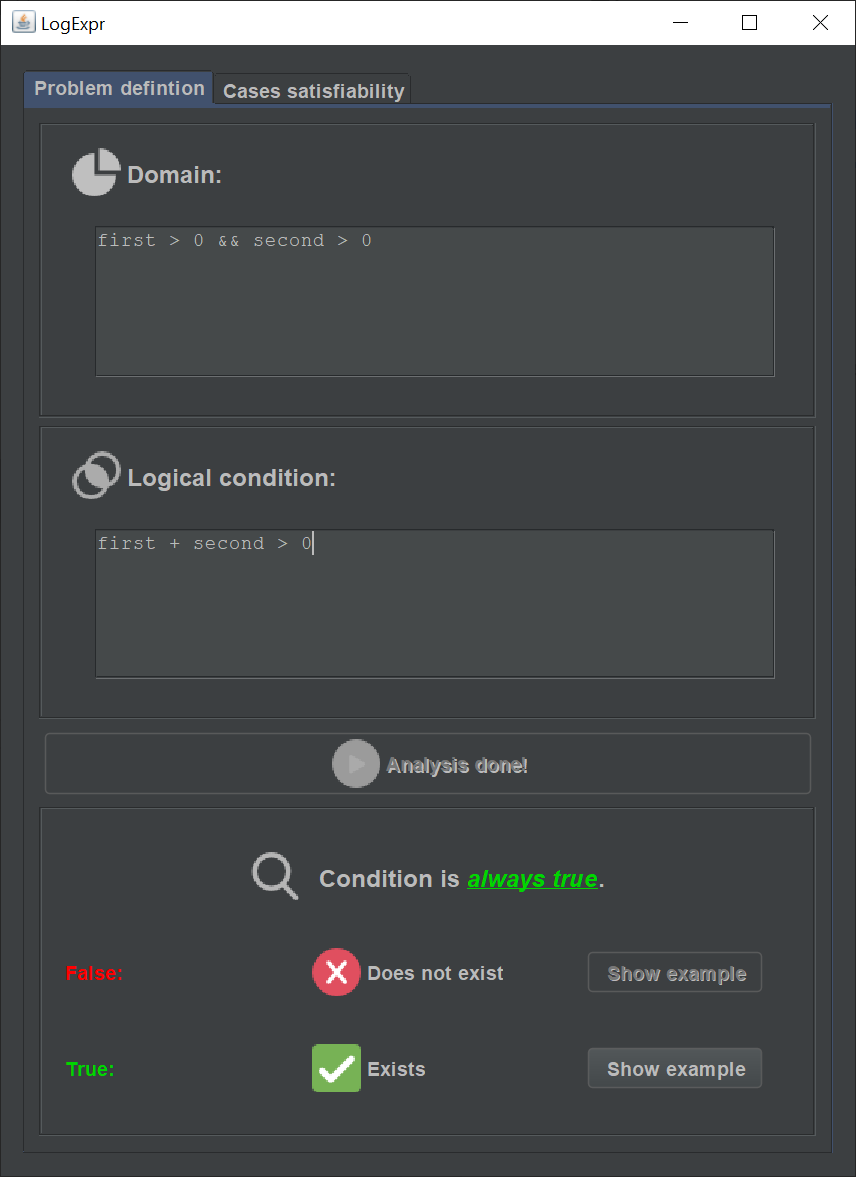 LogExpr
Problem defintion
Cases satisfiability
Domain:
first > 0 && second > 0
Logical condition:
first + second > 0
Analysis done!
Condition is always true.
False:
Does not exist
Show example
True:
Exists
Show example